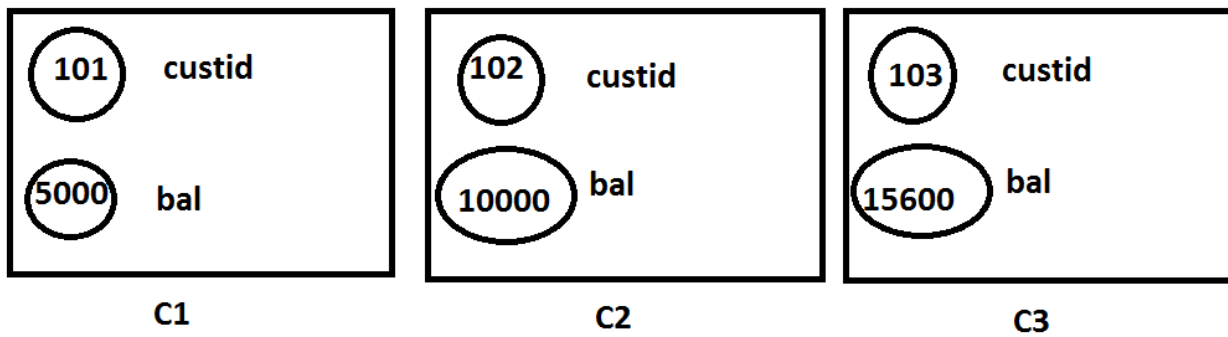 101 custid
5000 bal
C1
102 custid
10000 bal
C2
103 custid
15600 bal
C3